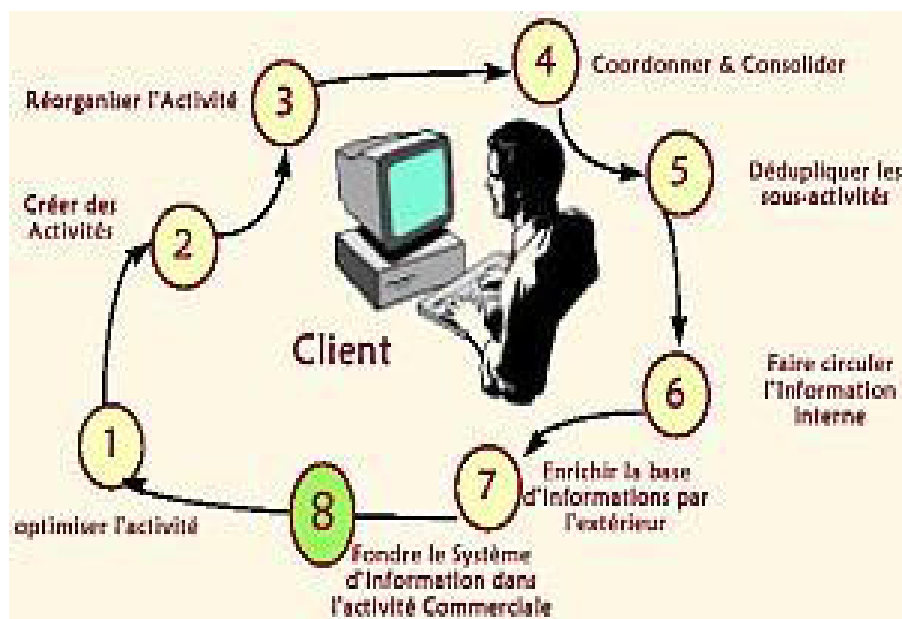 1
optimiser l'activité
2
Créer des
Activités
3
Réorganiser l'Activité
4
Coordonner & Consolider
5
Dédupliquer les
sous-activités
6
Faire circuler
l'Information
Interne
7
Enrichir la base
d'informations par
l'extérieur
8
Fondre le Système
d'Information dans
l'activité Commerciale
Client